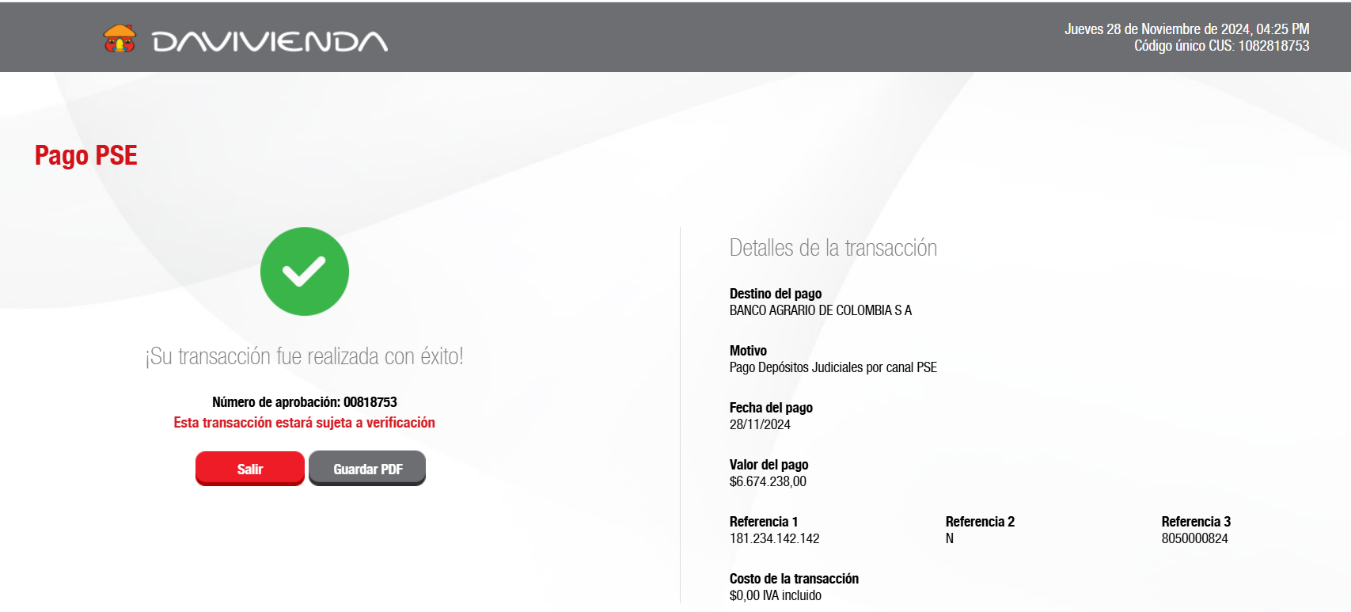 DAVIVIENDA
Jueves 28 de Noviembre de 2024, 04:25 PM
Código único CUS: 1082818753
Pago PSE
¡Su transacción fue realizada con éxito!
Número de aprobación: 00818753
Esta transacción estará sujeta a verificación
Salir
Guardar PDF
Detalles de la transacción
Destino del pago
BANCO AGRARIO DE COLOMBIA S A
Motivo
Pago Depósitos Judiciales por canal PSE
Fecha del pago
28/11/2024
Valor del pago
$6.674.238,00
Referencia 1
181.234.142.142
Referencia 2
N
Referencia 3
8050000824
Costo de la transacción
$0,00 IVA incluido